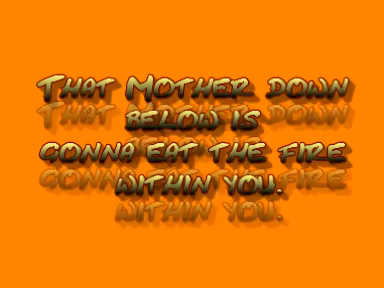 That Mother down
below is
gonna eat the fire
within you.